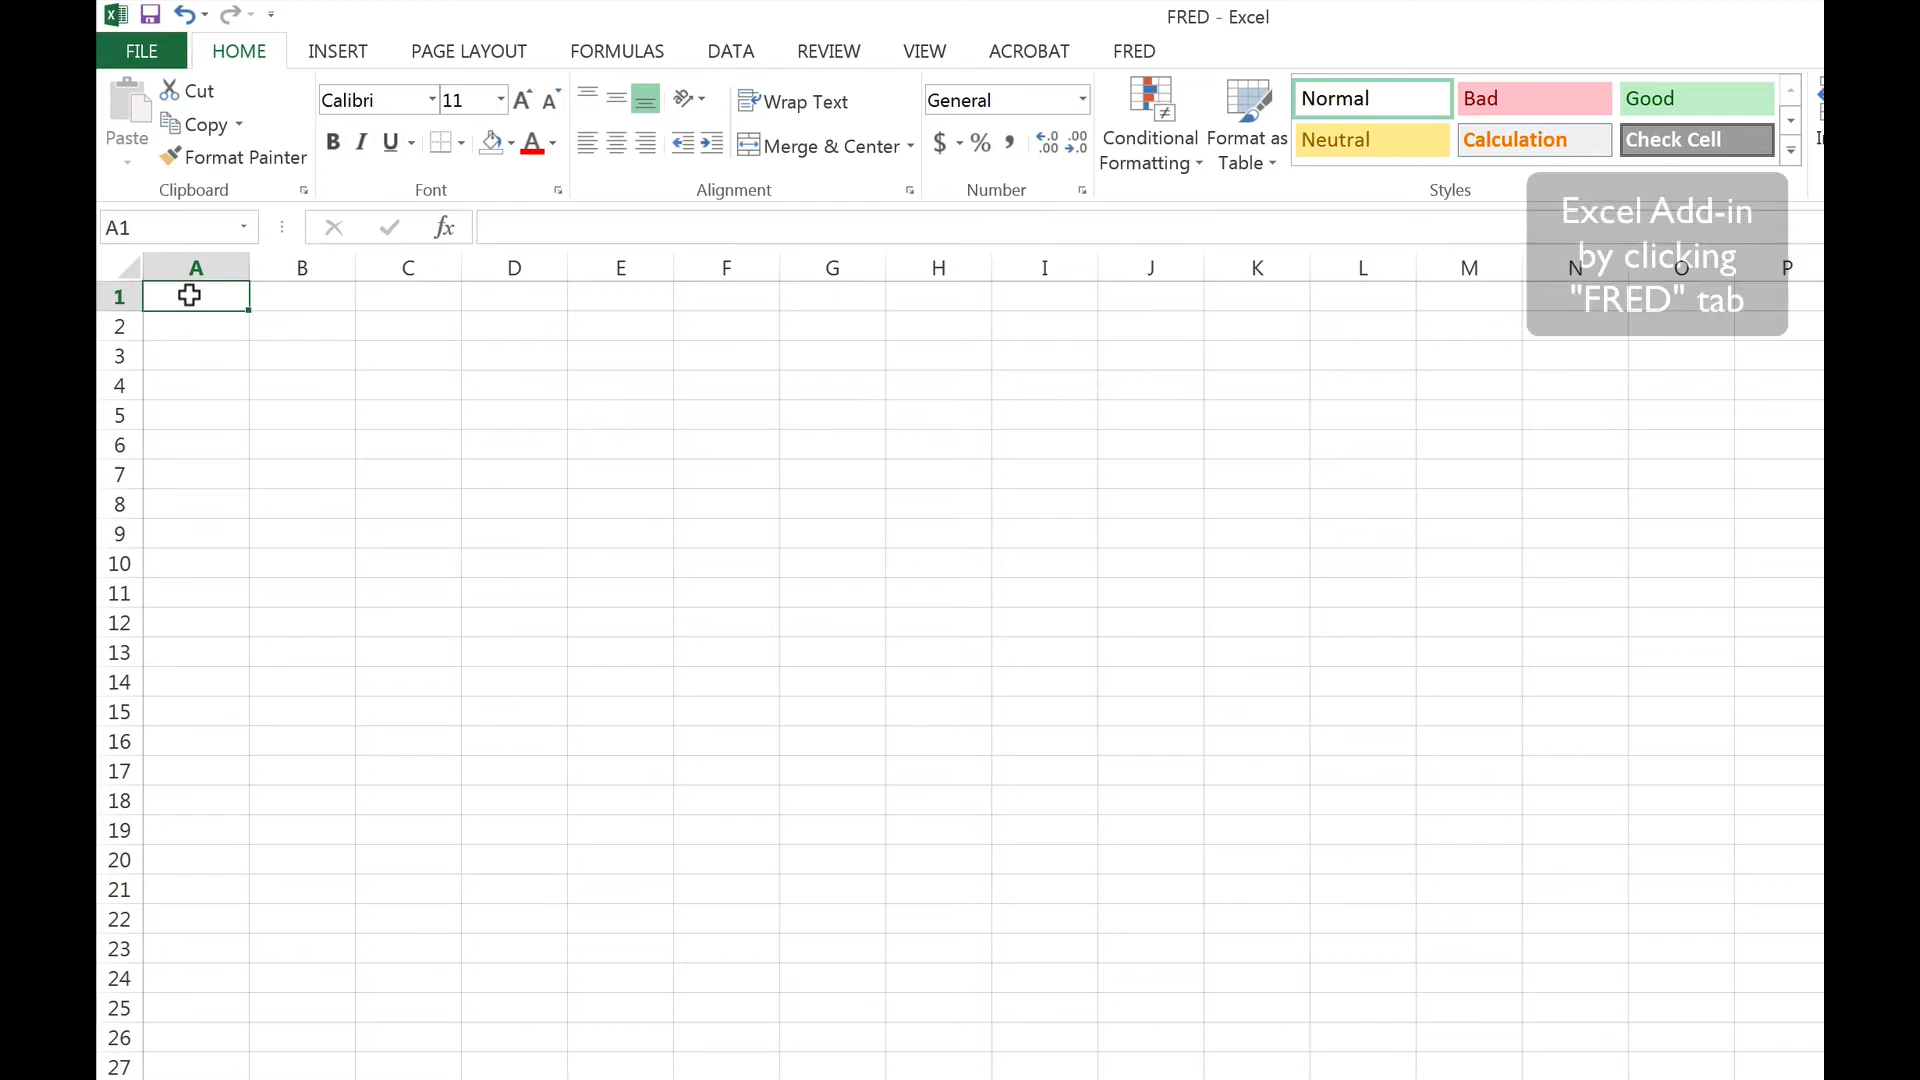 FRED - Excel
FILE HOME INSERT PAGE LAYOUT FORMULAS DATA REVIEW VIEW ACROBAT FRED
Paste
Cut
Copy
Format Painter
Clipboard
Calibri 11
B I U
Font
Wrap Text
Merge & Center
Alignment
General
$ % ,
Number
Conditional Formatting
Format as Table
Normal Bad Good
Neutral Calculation Check Cell
Styles
A1
fx
Excel Add-in
by clicking
"FRED" tab
A B C D E F G H I J K L M N O P
1
2
3
4
5
6
7
8
9
10
11
12
13
14
15
16
17
18
19
20
21
22
23
24
25
26
27